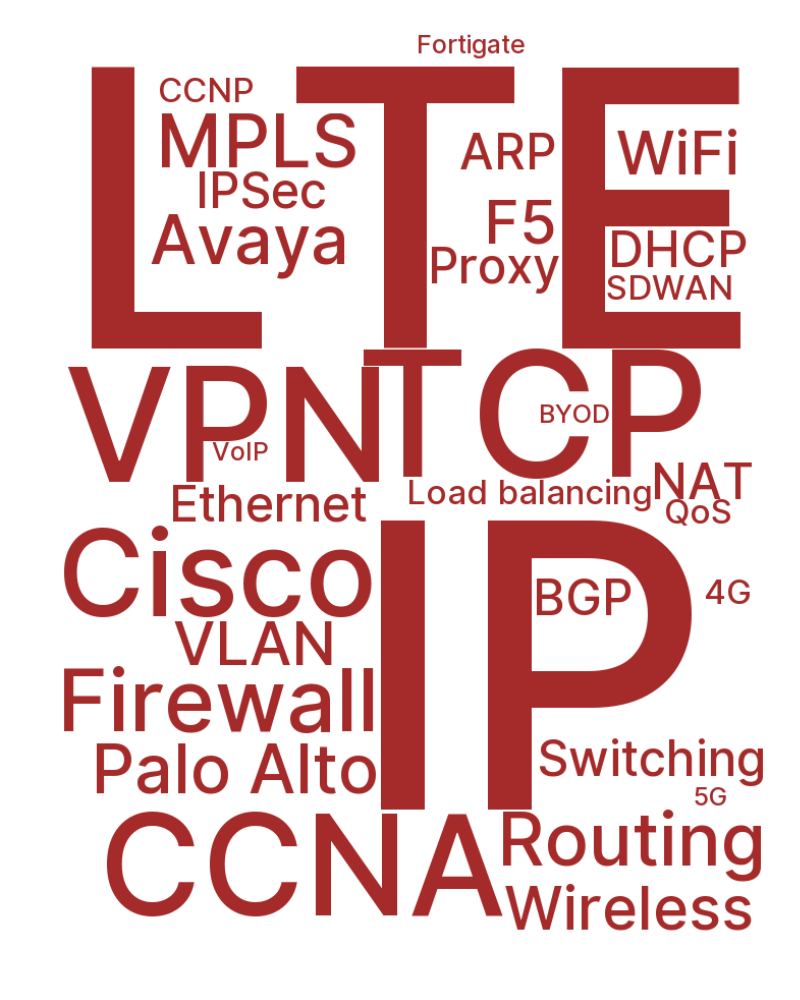 Fortigate
LTE
CCNP
MPLS
IPSec
Avaya
ARP
F5
Proxy
WiFi
DHCP
SDWAN
VPN
VoIP
TCP
BYOD
Ethernet
Load balancing
NAT
QoS
Cisco
IP
BGP
4G
VLAN
Firewall
Palo Alto
Switching
5G
CCNA
Routing
Wireless